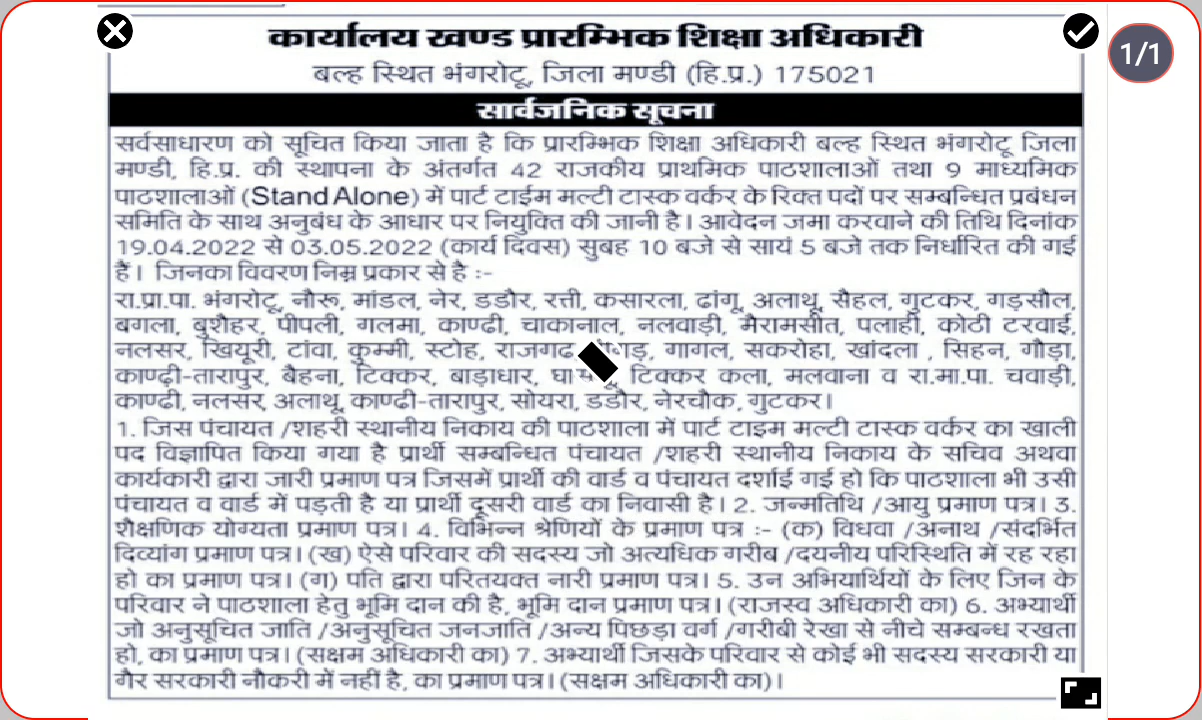 1/1
कार्यालय खण्ड प्रारम्भिक शिक्षा अधिकारी
बल्ह स्थित भंगरोटू, जिला मण्डी (हि.प्र.) 175021
सार्वजनिक सूचना
सर्वसाधारण को सूचित किया जाता है कि प्रारम्भिक शिक्षा अधिकारी बल्ह स्थित भंगरोटू जिला
मण्डी, हि.प्र. की स्थापना के अंतर्गत 42 राजकीय प्राथमिक पाठशालाओं तथा 9 माध्यमिक
पाठशालाओं (Stand Alone) में पार्ट टाईम मल्टी टास्क वर्कर के रिक्त पदों पर सम्बन्धित प्रबंधन
समिति के साथ अनुबंध के आधार पर नियुक्ति की जानी है। आवेदन जमा करवाने की तिथि दिनांक
19.04.2022 से 03.05.2022 (कार्य दिवस) सुबह 10 बजे से सायं 5 बजे तक निर्धारित की गई
हैं। जिनका विवरण निम्न प्रकार से है :-
रा.प्रा.पा. भंगरोटू, नौरू, मांडल, नेर, डडौर, रत्ती, कसारला, ढांगू, अलाथू, सैहल, गुटकर, गड़सौल,
बगला, बुशैहर, पीपली, गलमा, काण्ढी, चाकानाल, नलवाड़ी, मैरामसीत, पलाही, कोठी टरवाई,
नलसर, खियूरी, टांवा, कुम्मी, स्टोह, राजगढ़ गागल, सकरोहा, खांदला , सिहन, गौड़ा,
काण्ढ़ी-तारापुर, बैहना, टिक्कर, बाड़ाधार, टिक्कर कला, मलवाना व रा.मा.पा. चवाड़ी,
काण्ढी, नलसर, अलाथू, काण्ढी-तारापुर, सोयरा, डडौर, नेरचौक, गुटकर।
1. जिस पंचायत /शहरी स्थानीय निकाय की पाठशाला में पार्ट टाइम मल्टी टास्क वर्कर का खाली
पद विज्ञापित किया गया है प्रार्थी सम्बन्धित पंचायत /शहरी स्थानीय निकाय के सचिव अथवा
कार्यकारी द्वारा जारी प्रमाण पत्र जिसमें प्रार्थी की वार्ड व पंचायत दर्शाई गई हो कि पाठशाला भी उसी
पंचायत व वार्ड में पड़ती है या प्रार्थी दूसरी वार्ड का निवासी है। 2. जन्मतिथि /आयु प्रमाण पत्र। 3.
शैक्षणिक योग्यता प्रमाण पत्र। 4. विभिन्न श्रेणियों के प्रमाण पत्र :- (क) विधवा /अनाथ /संदर्भित
दिव्यांग प्रमाण पत्र। (ख) ऐसे परिवार की सदस्य जो अत्यधिक गरीब /दयनीय परिस्थिति में रह रहा
हो का प्रमाण पत्र। (ग) पति द्वारा परितयक्त नारी प्रमाण पत्र। 5. उन अभियार्थियों के लिए जिन के
परिवार ने पाठशाला हेतु भूमि दान की है, भूमि दान प्रमाण पत्र। (राजस्व अधिकारी का) 6. अभ्यार्थी
जो अनुसूचित जाति /अनुसूचित जनजाति /अन्य पिछड़ा वर्ग /गरीबी रेखा से नीचे सम्बन्ध रखता
हो, का प्रमाण पत्र। (सक्षम अधिकारी का) 7. अभ्यार्थी जिसके परिवार से कोई भी सदस्य सरकारी या
गैर सरकारी नौकरी में नहीं है, का प्रमाण पत्र। (सक्षम अधिकारी का)।